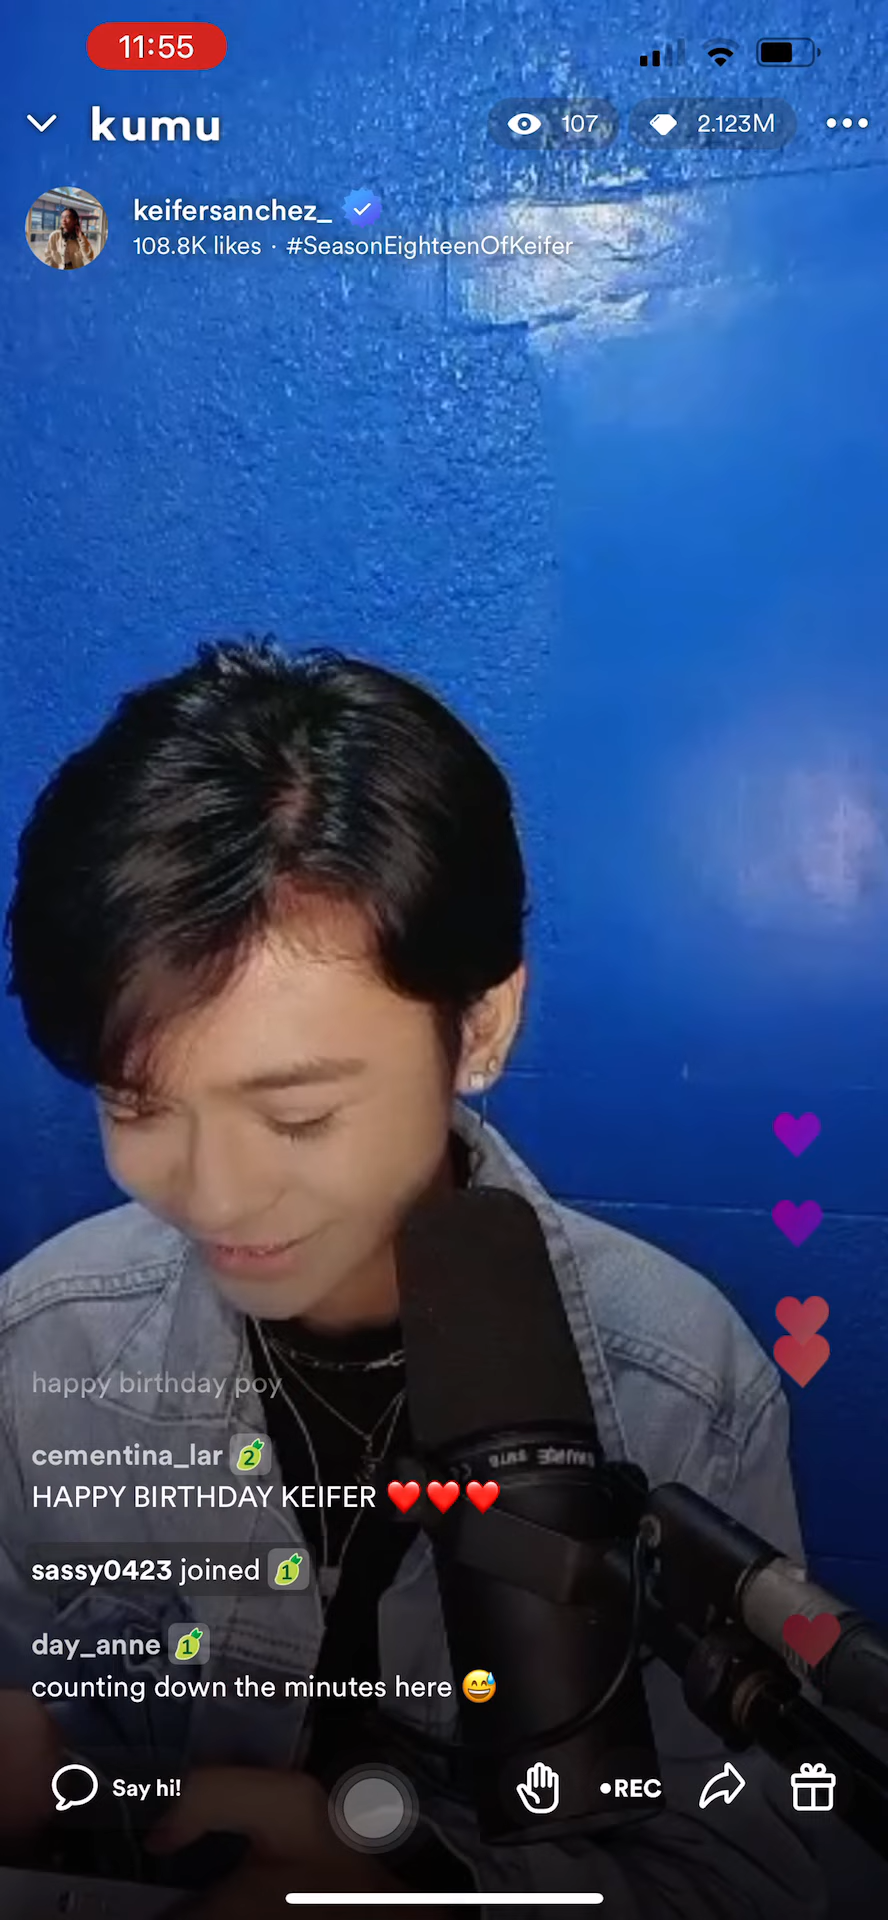 11:55
kumu
107
2.123M
keifersanchez_
108.8K likes · #SeasonEighteenOfKeifer
happy birthday poy
cementina_lar 2
HAPPY BIRTHDAY KEIFER ❤️❤️❤️
sassy0423 joined 1
day_anne 1
counting down the minutes here 😅
Say hi!
•REC